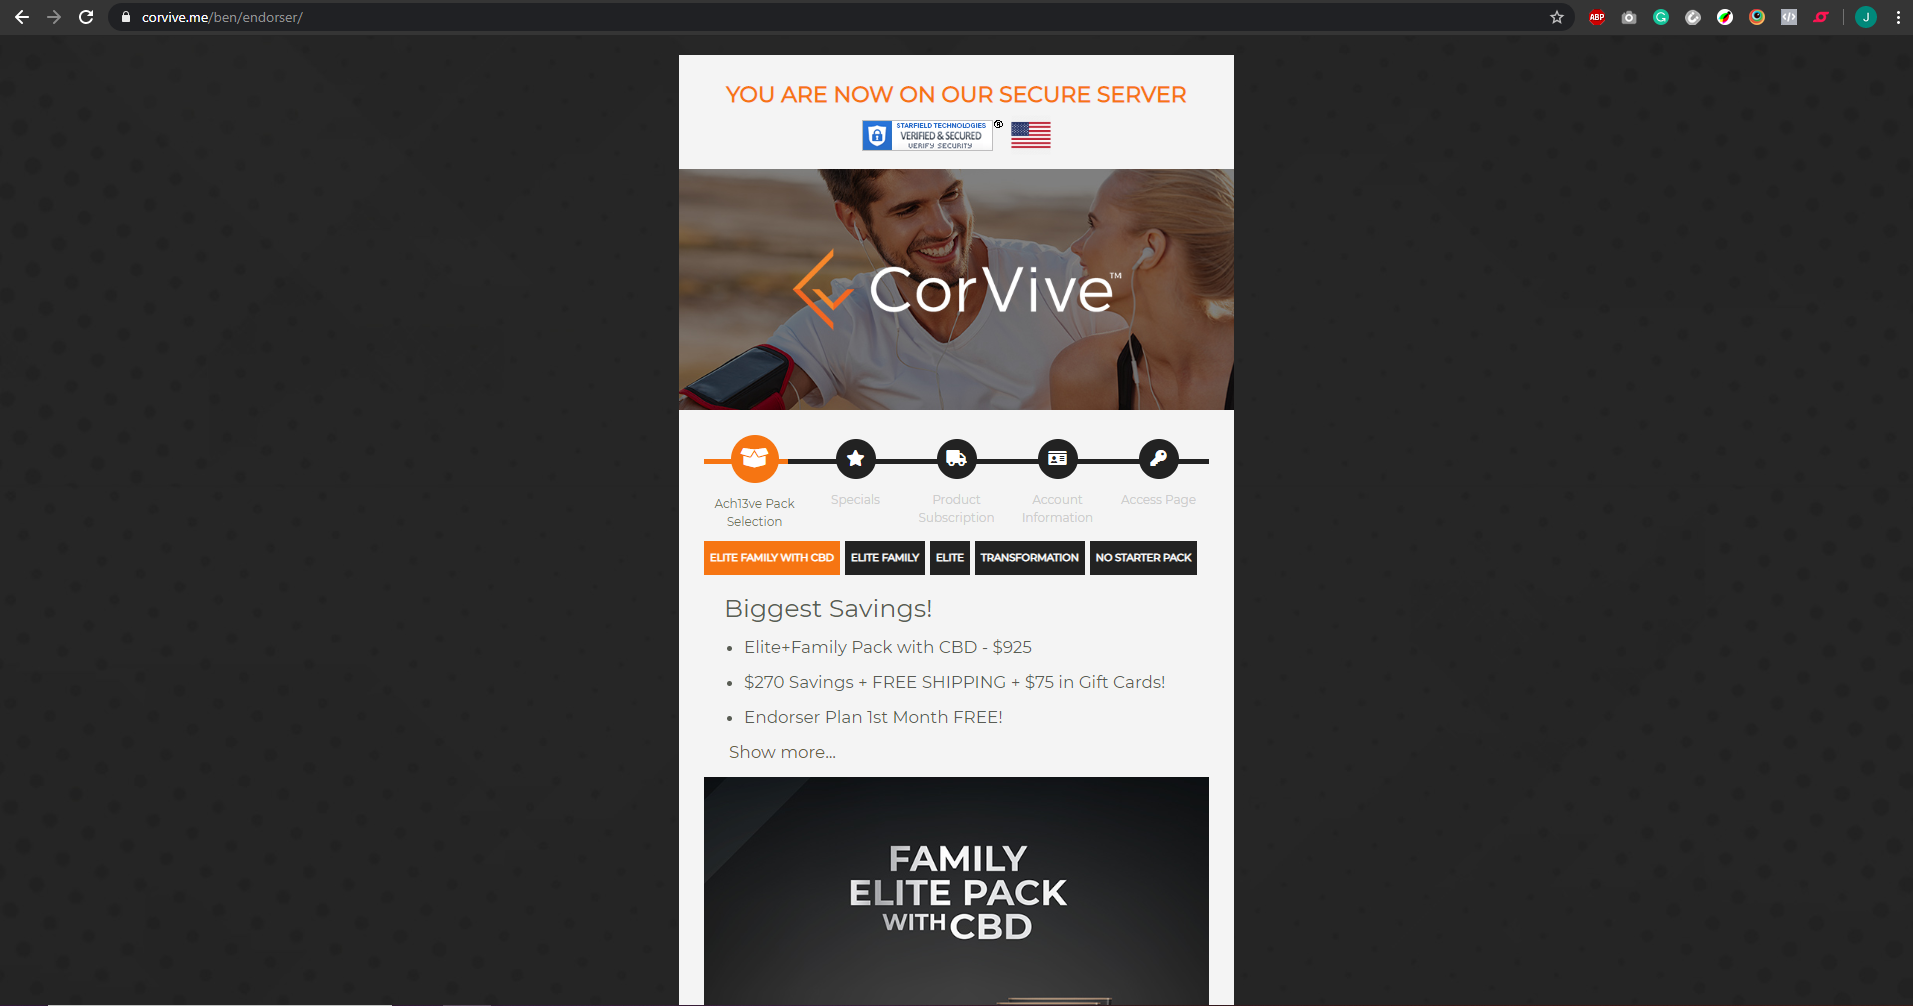 corvive.me/ben/endorser/
ABP
J
YOU ARE NOW ON OUR SECURE SERVER
STARFIELD TECHNOLOGIES
VERIFIED & SECURED
VERIFY SECURITY
®
CorVive™
Ach13ve Pack
Selection
Specials
Product
Subscription
Account
Information
Access Page
ELITE FAMILY WITH CBD
ELITE FAMILY
ELITE
TRANSFORMATION
NO STARTER PACK
Biggest Savings!
• Elite+Family Pack with CBD - $925
• $270 Savings + FREE SHIPPING + $75 in Gift Cards!
• Endorser Plan 1st Month FREE!
Show more...
FAMILY
ELITE PACK
WITH CBD